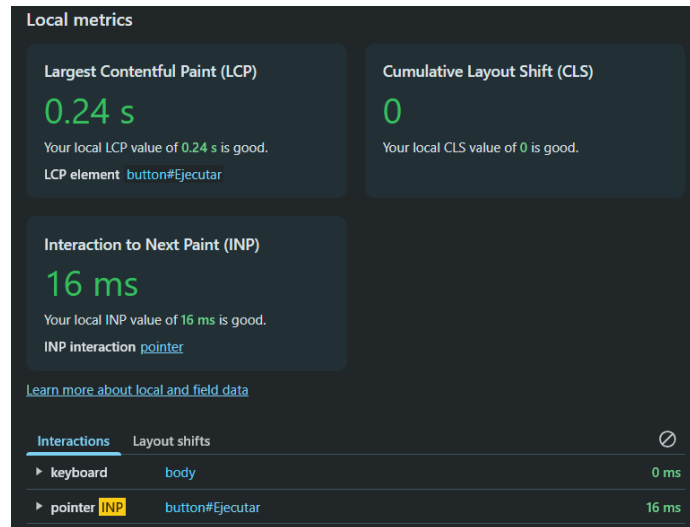 Local metrics
Largest Contentful Paint (LCP)
0.24 s
Your local LCP value of 0.24 s is good.
LCP element button#Ejecutar
Cumulative Layout Shift (CLS)
0
Your local CLS value of 0 is good.
Interaction to Next Paint (INP)
16 ms
Your local INP value of 16 ms is good.
INP interaction pointer
Learn more about local and field data
Interactions Layout shifts
keyboard body 0 ms
pointer INP button#Ejecutar 16 ms